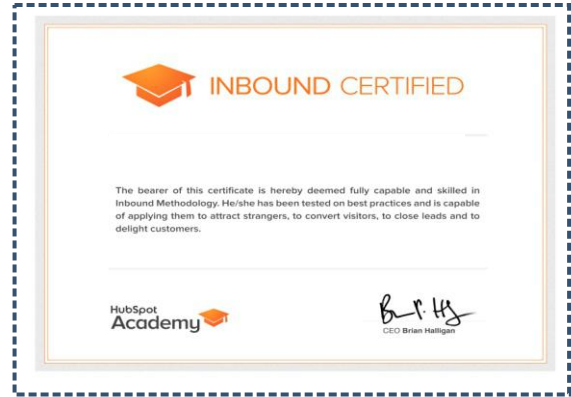 INBOUND CERTIFIED
The bearer of this certificate is hereby deemed fully capable and skilled in
Inbound Methodology. He/she has been tested on best practices and is capable
of applying them to attract strangers, to convert visitors, to close leads and to
delight customers.
HubSpot
Academy
CEO Brian Halligan